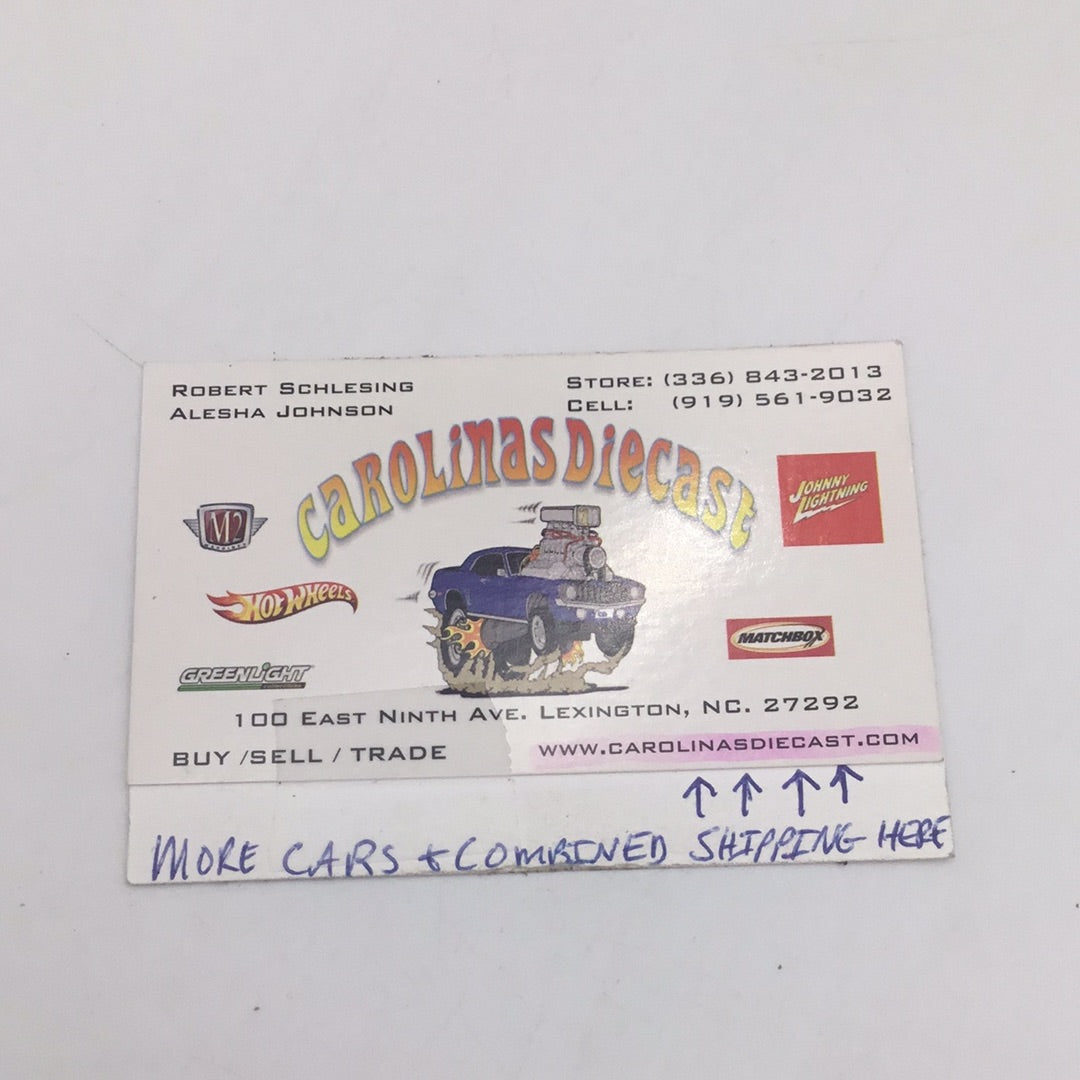 ROBERT SCHLESING
ALESHA JOHNSON
STORE: (336) 843-2013
CELL: (919) 561-9032
CAROLINAS DIECAST
M2
JOHNNY LIGHTNING
HOT WHEELS
MATCHBOX
GREENLIGHT
100 EAST NINTH AVE. LEXINGTON, NC. 27292
BUY /SELL / TRADE
WWW.CAROLINASDIECAST.COM
↑ ↑ ↑ ↑
MORE CARS + COMBINED SHIPPING HERE